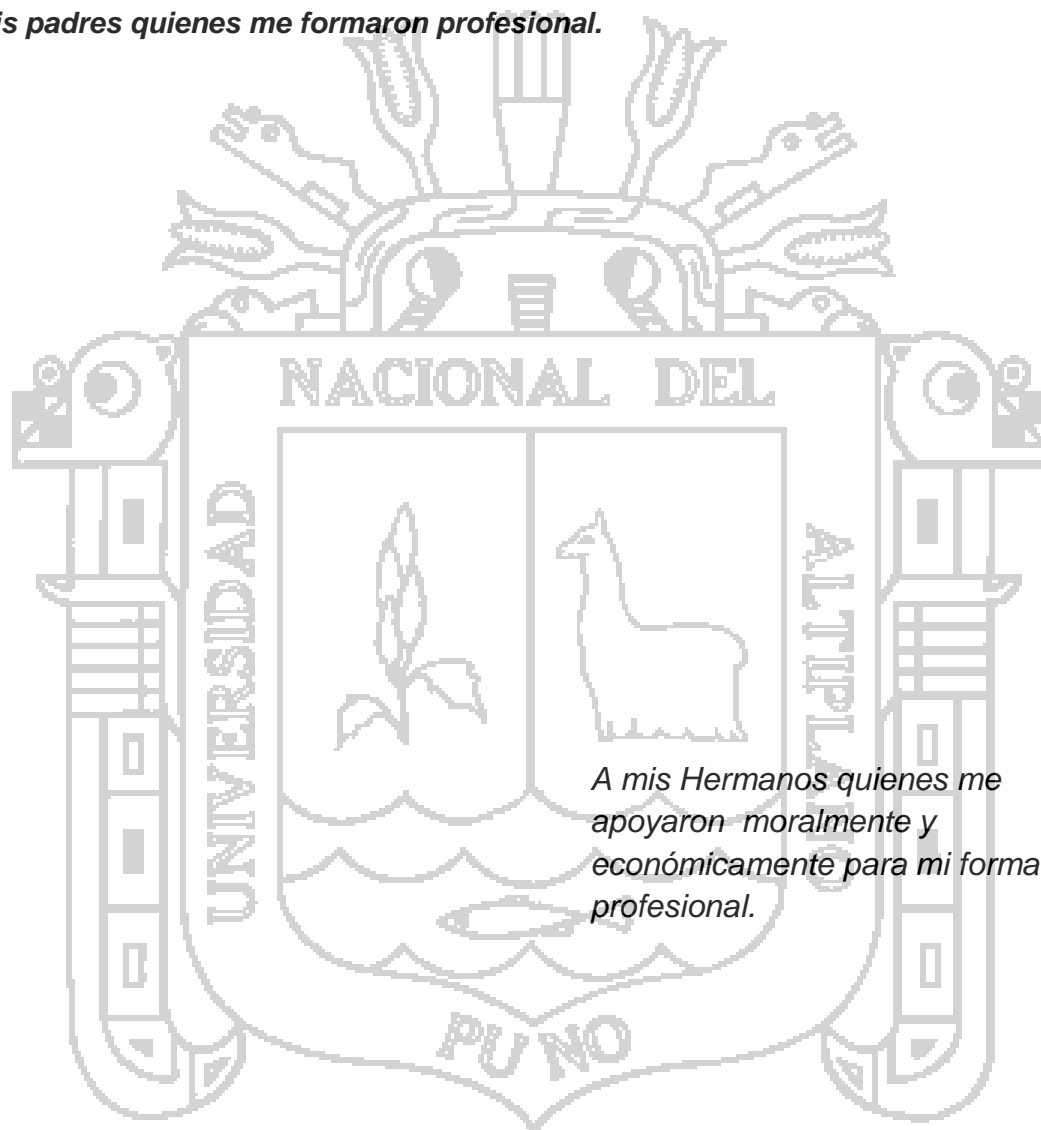 is padres quienes me formaron profesional.
NACIONAL DEL
UNIVERSIDAD
ALTIPLANO
A mis Hermanos quienes me
apoyaron moralmente y
económicamente para mi forma
profesional.
PUNO